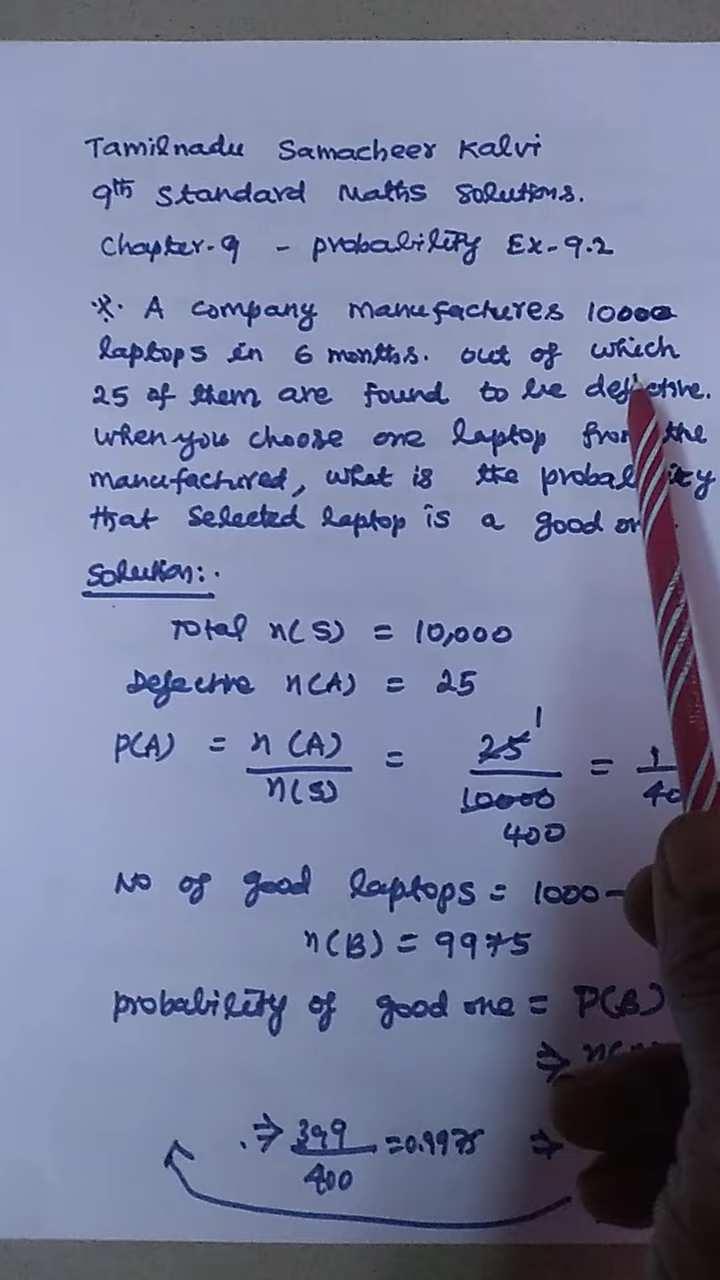 Tamilnadu Samacheer Kalvi
9th Standard Maths Solutions.
Chapter-9 - probability Ex-9.2
*. A company manufactures 10000
laptops in 6 months. out of which
25 of them are found to be defective.
when you choose one laptop from the
manufactured, what is the probability
that selected laptop is a good
Solution:.
Total n(S) = 10,000
Defective n(A) = 25
P(A) = n(A)/n(S) = 25/10000 1/400 = 1/
No of good laptops = 1000-
n(B) = 9975
probability of good one = P(B)
⇒
.⇒ 399/400 = 0.9975 ⇒